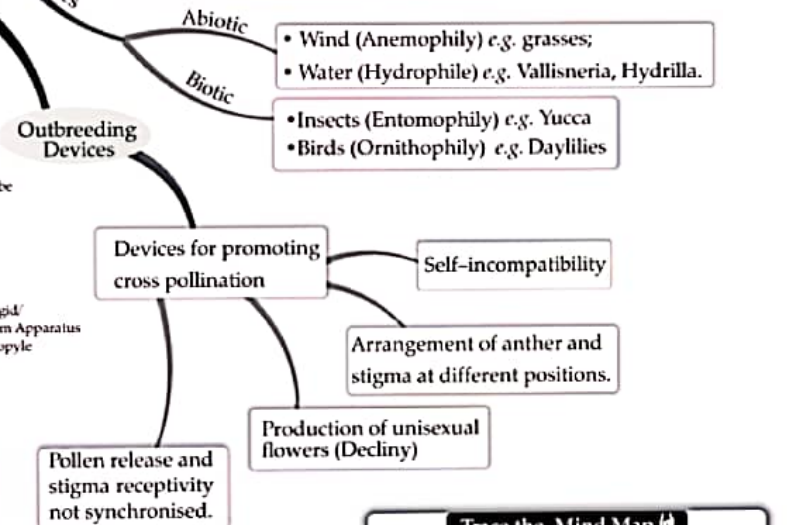 Abiotic
• Wind (Anemophily) e.g. grasses;
• Water (Hydrophile) e.g. Vallisneria, Hydrilla.
Biotic
•Insects (Entomophily) e.g. Yucca
•Birds (Ornithophily) e.g. Daylilies
Outbreeding
Devices
Devices for promoting
cross pollination
Self-incompatibility
m Apparatus
opyle
Arrangement of anther and
stigma at different positions.
Production of unisexual
flowers (Decliny)
Pollen release and
stigma receptivity
not synchronised.
Trace the Mind Map